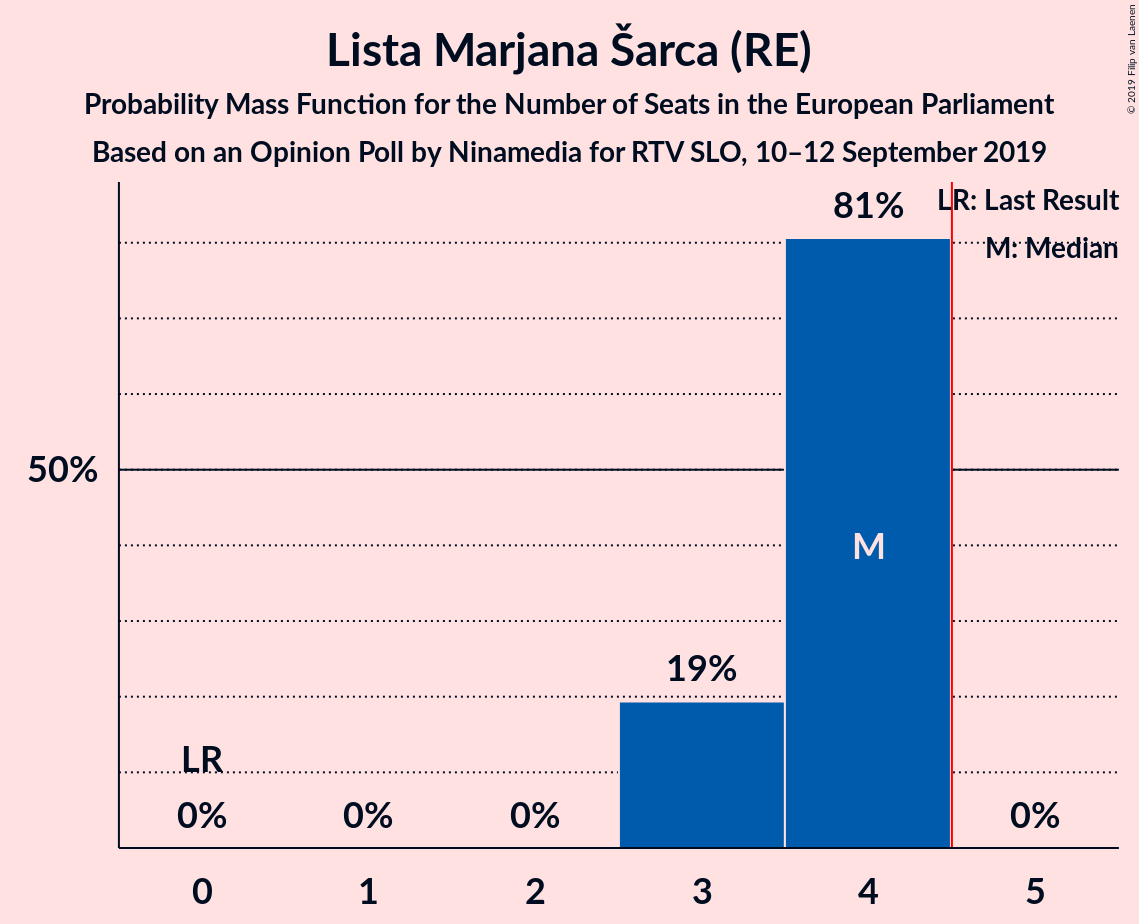 Lista Marjana Šarca (RE)
Probability Mass Function for the Number of Seats in the European Parliament
Based on an Opinion Poll by Ninamedia for RTV SLO, 10–12 September 2019
© 2019 Filip van Laenen
LR: Last Result
M: Median
81%
50%
M
19%
LR
0% 0% 0% 0%
0 1 2 3 4 5